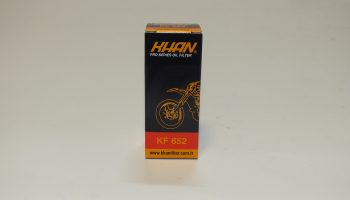 KHAN
PRO SERIES OIL FILTER
KF 652
www.khanfilter.com.tr